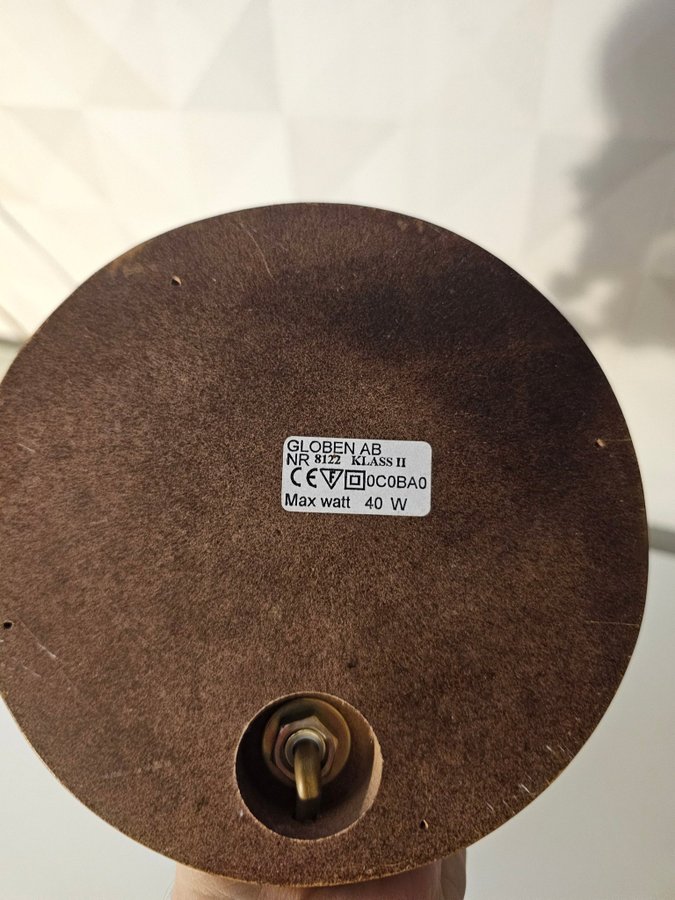 GLOBEN AB
NR 8122 KLASS II
CE F 0C0BA0
Max watt 40 W